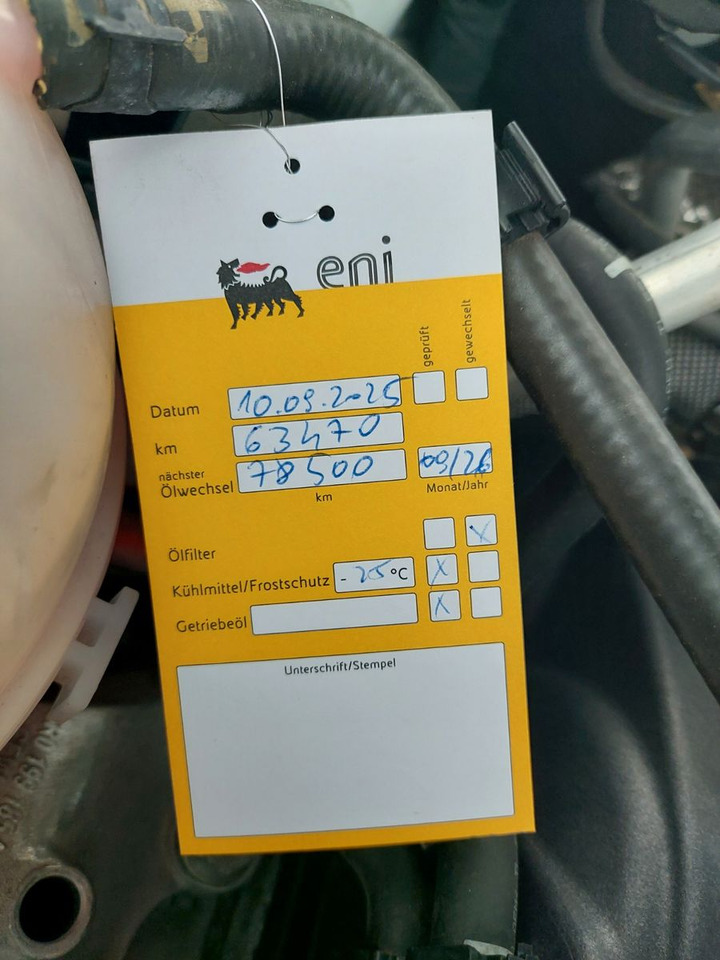 eni
geprüft gewechselt
Datum 10.09.2025
km 63470
nächster
Ölwechsel 78500 09/26
km Monat/Jahr
Ölfilter X
Kühlmittel/Frostschutz - 25 °C X
Getriebeöl X
Unterschrift/Stempel